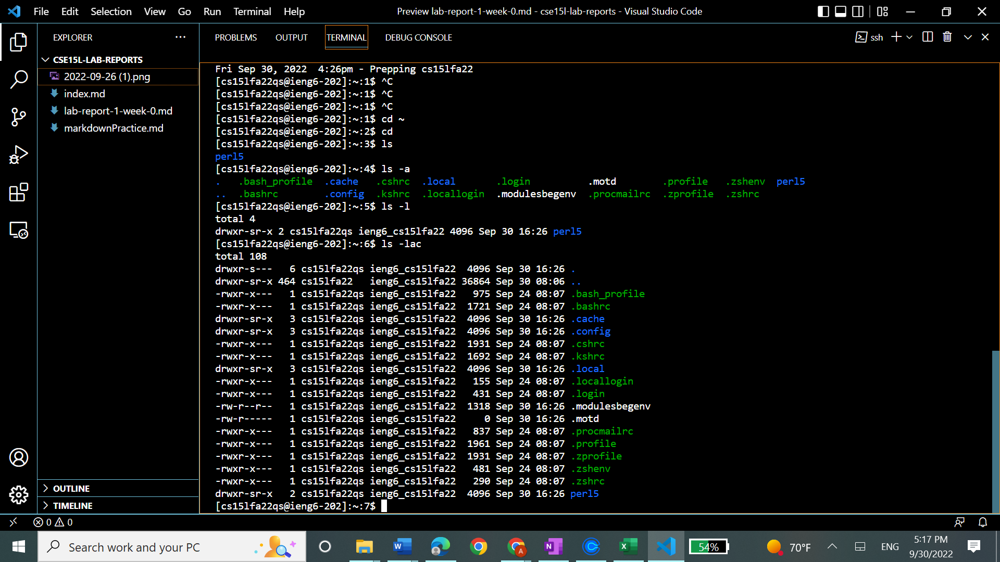 File Edit Selection View Go Run Terminal Help
Preview lab-report-1-week-0.md - cse15l-lab-reports - Visual Studio Code
EXPLORER
CSE15L-LAB-REPORTS
2022-09-26 (1).png
index.md
lab-report-1-week-0.md
markdownPractice.md
OUTLINE
TIMELINE
PROBLEMS OUTPUT TERMINAL DEBUG CONSOLE
ssh
Fri Sep 30, 2022  4:26pm - Prepping cs15lfa22
[cs15lfa22qs@ieng6-202]:~:1$ ^C
[cs15lfa22qs@ieng6-202]:~:1$ ^C
[cs15lfa22qs@ieng6-202]:~:1$ ^C
[cs15lfa22qs@ieng6-202]:~:1$ cd ~
[cs15lfa22qs@ieng6-202]:~:2$ cd
[cs15lfa22qs@ieng6-202]:~:3$ ls
perl5
[cs15lfa22qs@ieng6-202]:~:4$ ls -a
.   .bash_profile  .cache   .cshrc  .local       .login          .motd        .profile   .zshenv  perl5
..  .bashrc        .config  .kshrc  .locallogin  .modulesbegenv  .procmailrc  .zprofile  .zshrc
[cs15lfa22qs@ieng6-202]:~:5$ ls -l
total 4
drwxr-sr-x 2 cs15lfa22qs ieng6_cs15lfa22 4096 Sep 30 16:26 perl5
[cs15lfa22qs@ieng6-202]:~:6$ ls -lac
total 108
drwxr-s---   6 cs15lfa22qs ieng6_cs15lfa22  4096 Sep 30 16:26 .
drwxr-sr-x 464 cs15lfa22   ieng6_cs15lfa22 36864 Sep 30 08:06 ..
-rwxr-x---   1 cs15lfa22qs ieng6_cs15lfa22   975 Sep 24 08:07 .bash_profile
-rwxr-x---   1 cs15lfa22qs ieng6_cs15lfa22  1721 Sep 24 08:07 .bashrc
drwxr-sr-x   3 cs15lfa22qs ieng6_cs15lfa22  4096 Sep 30 16:26 .cache
drwxr-sr-x   3 cs15lfa22qs ieng6_cs15lfa22  4096 Sep 30 16:26 .config
-rwxr-x---   1 cs15lfa22qs ieng6_cs15lfa22  1931 Sep 24 08:07 .cshrc
-rwxr-x---   1 cs15lfa22qs ieng6_cs15lfa22  1692 Sep 24 08:07 .kshrc
drwxr-sr-x   3 cs15lfa22qs ieng6_cs15lfa22  4096 Sep 30 16:26 .local
-rwxr-x---   1 cs15lfa22qs ieng6_cs15lfa22   155 Sep 24 08:07 .locallogin
-rwxr-x---   1 cs15lfa22qs ieng6_cs15lfa22   431 Sep 24 08:07 .login
-rw-r--r--   1 cs15lfa22qs ieng6_cs15lfa22  1318 Sep 30 16:26 .modulesbegenv
-rw-r-----   1 cs15lfa22qs ieng6_cs15lfa22     0 Sep 30 16:26 .motd
-rwxr-x---   1 cs15lfa22qs ieng6_cs15lfa22   837 Sep 24 08:07 .procmailrc
-rwxr-x---   1 cs15lfa22qs ieng6_cs15lfa22  1961 Sep 24 08:07 .profile
-rwxr-x---   1 cs15lfa22qs ieng6_cs15lfa22  1931 Sep 24 08:07 .zprofile
-rwxr-x---   1 cs15lfa22qs ieng6_cs15lfa22   481 Sep 24 08:07 .zshenv
-rwxr-x---   1 cs15lfa22qs ieng6_cs15lfa22   290 Sep 24 08:07 .zshrc
drwxr-sr-x   2 cs15lfa22qs ieng6_cs15lfa22  4096 Sep 30 16:26 perl5
[cs15lfa22qs@ieng6-202]:~:7$
0 0
Search work and your PC
W
A
N
X
54%
70°F
ENG
5:17 PM
9/30/2022